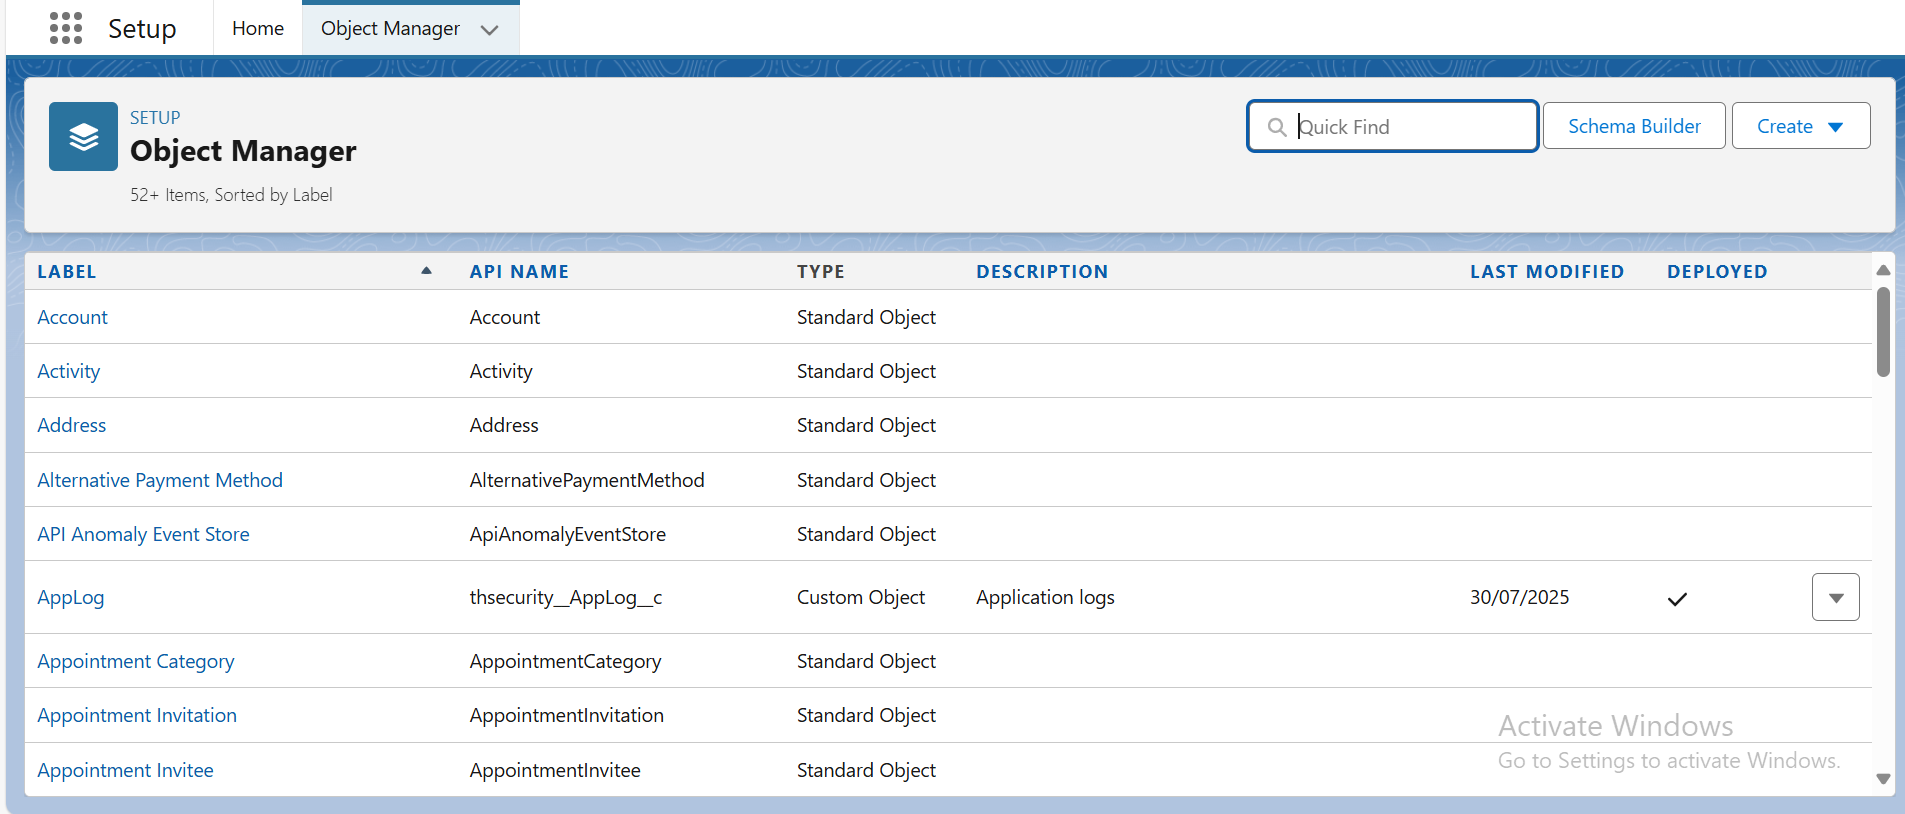 Setup Home Object Manager
SETUP
Object Manager
52+ Items, Sorted by Label
Quick Find Schema Builder Create
LABEL API NAME TYPE DESCRIPTION LAST MODIFIED DEPLOYED
Account Account Standard Object
Activity Activity Standard Object
Address Address Standard Object
Alternative Payment Method AlternativePaymentMethod Standard Object
API Anomaly Event Store ApiAnomalyEventStore Standard Object
AppLog thsecurity__AppLog__c Custom Object Application logs 30/07/2025
Appointment Category AppointmentCategory Standard Object
Appointment Invitation AppointmentInvitation Standard Object
Activate Windows
Go to Settings to activate Windows.
Appointment Invitee AppointmentInvitee Standard Object